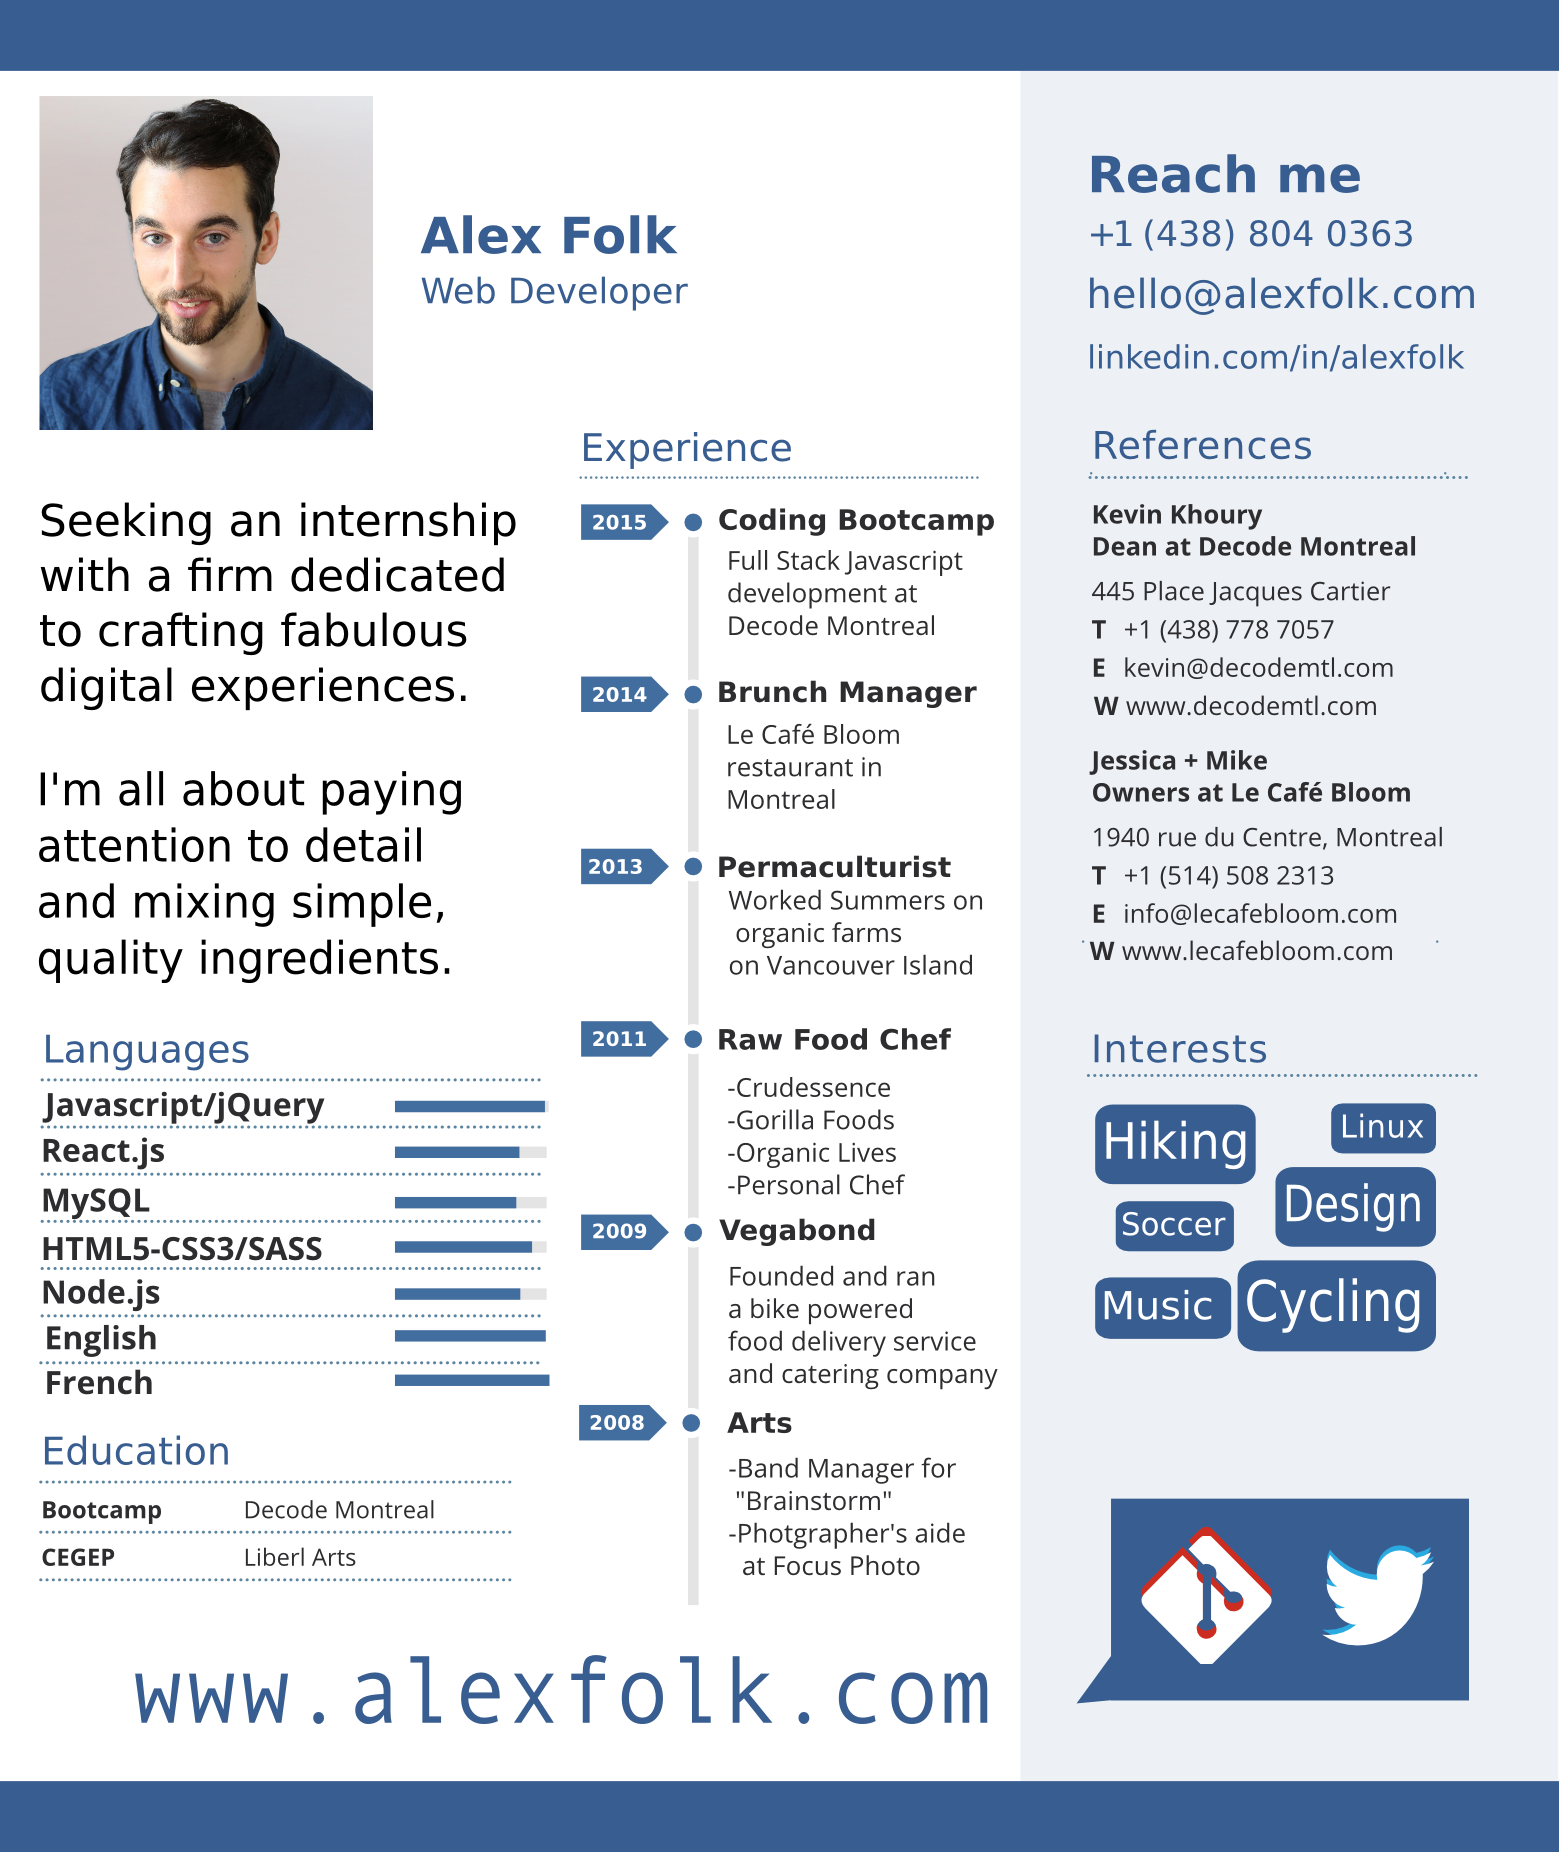 Alex Folk
Web Developer
Seeking an internship
with a firm dedicated
to crafting fabulous
digital experiences.
I'm all about paying
attention to detail
and mixing simple,
quality ingredients.
Languages
Javascript/jQuery
React.js
MySQL
HTML5-CSS3/SASS
Node.js
English
French
Education
Bootcamp Decode Montreal
CEGEP Liberl Arts
Experience
2015 Coding Bootcamp
Full Stack Javascript
development at
Decode Montreal
2014 Brunch Manager
Le Café Bloom
restaurant in
Montreal
2013 Permaculturist
Worked Summers on
organic farms
on Vancouver Island
2011 Raw Food Chef
-Crudessence
-Gorilla Foods
-Organic Lives
-Personal Chef
2009 Vegabond
Founded and ran
a bike powered
food delivery service
and catering company
2008 Arts
-Band Manager for
"Brainstorm"
-Photgrapher's aide
at Focus Photo
www.alexfolk.com
Reach me
+1 (438) 804 0363
hello@alexfolk.com
linkedin.com/in/alexfolk
References
Kevin Khoury
Dean at Decode Montreal
445 Place Jacques Cartier
T +1 (438) 778 7057
E kevin@decodemtl.com
W www.decodemtl.com
Jessica + Mike
Owners at Le Café Bloom
1940 rue du Centre, Montreal
T +1 (514) 508 2313
E info@lecafebloom.com
W www.lecafebloom.com
Interests
Hiking
Linux
Design
Soccer
Music
Cycling